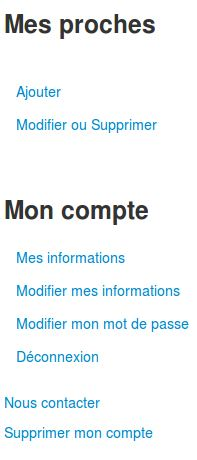 Mes proches
Ajouter
Modifier ou Supprimer
Mon compte
Mes informations
Modifier mes informations
Modifier mon mot de passe
Déconnexion
Nous contacter
Supprimer mon compte